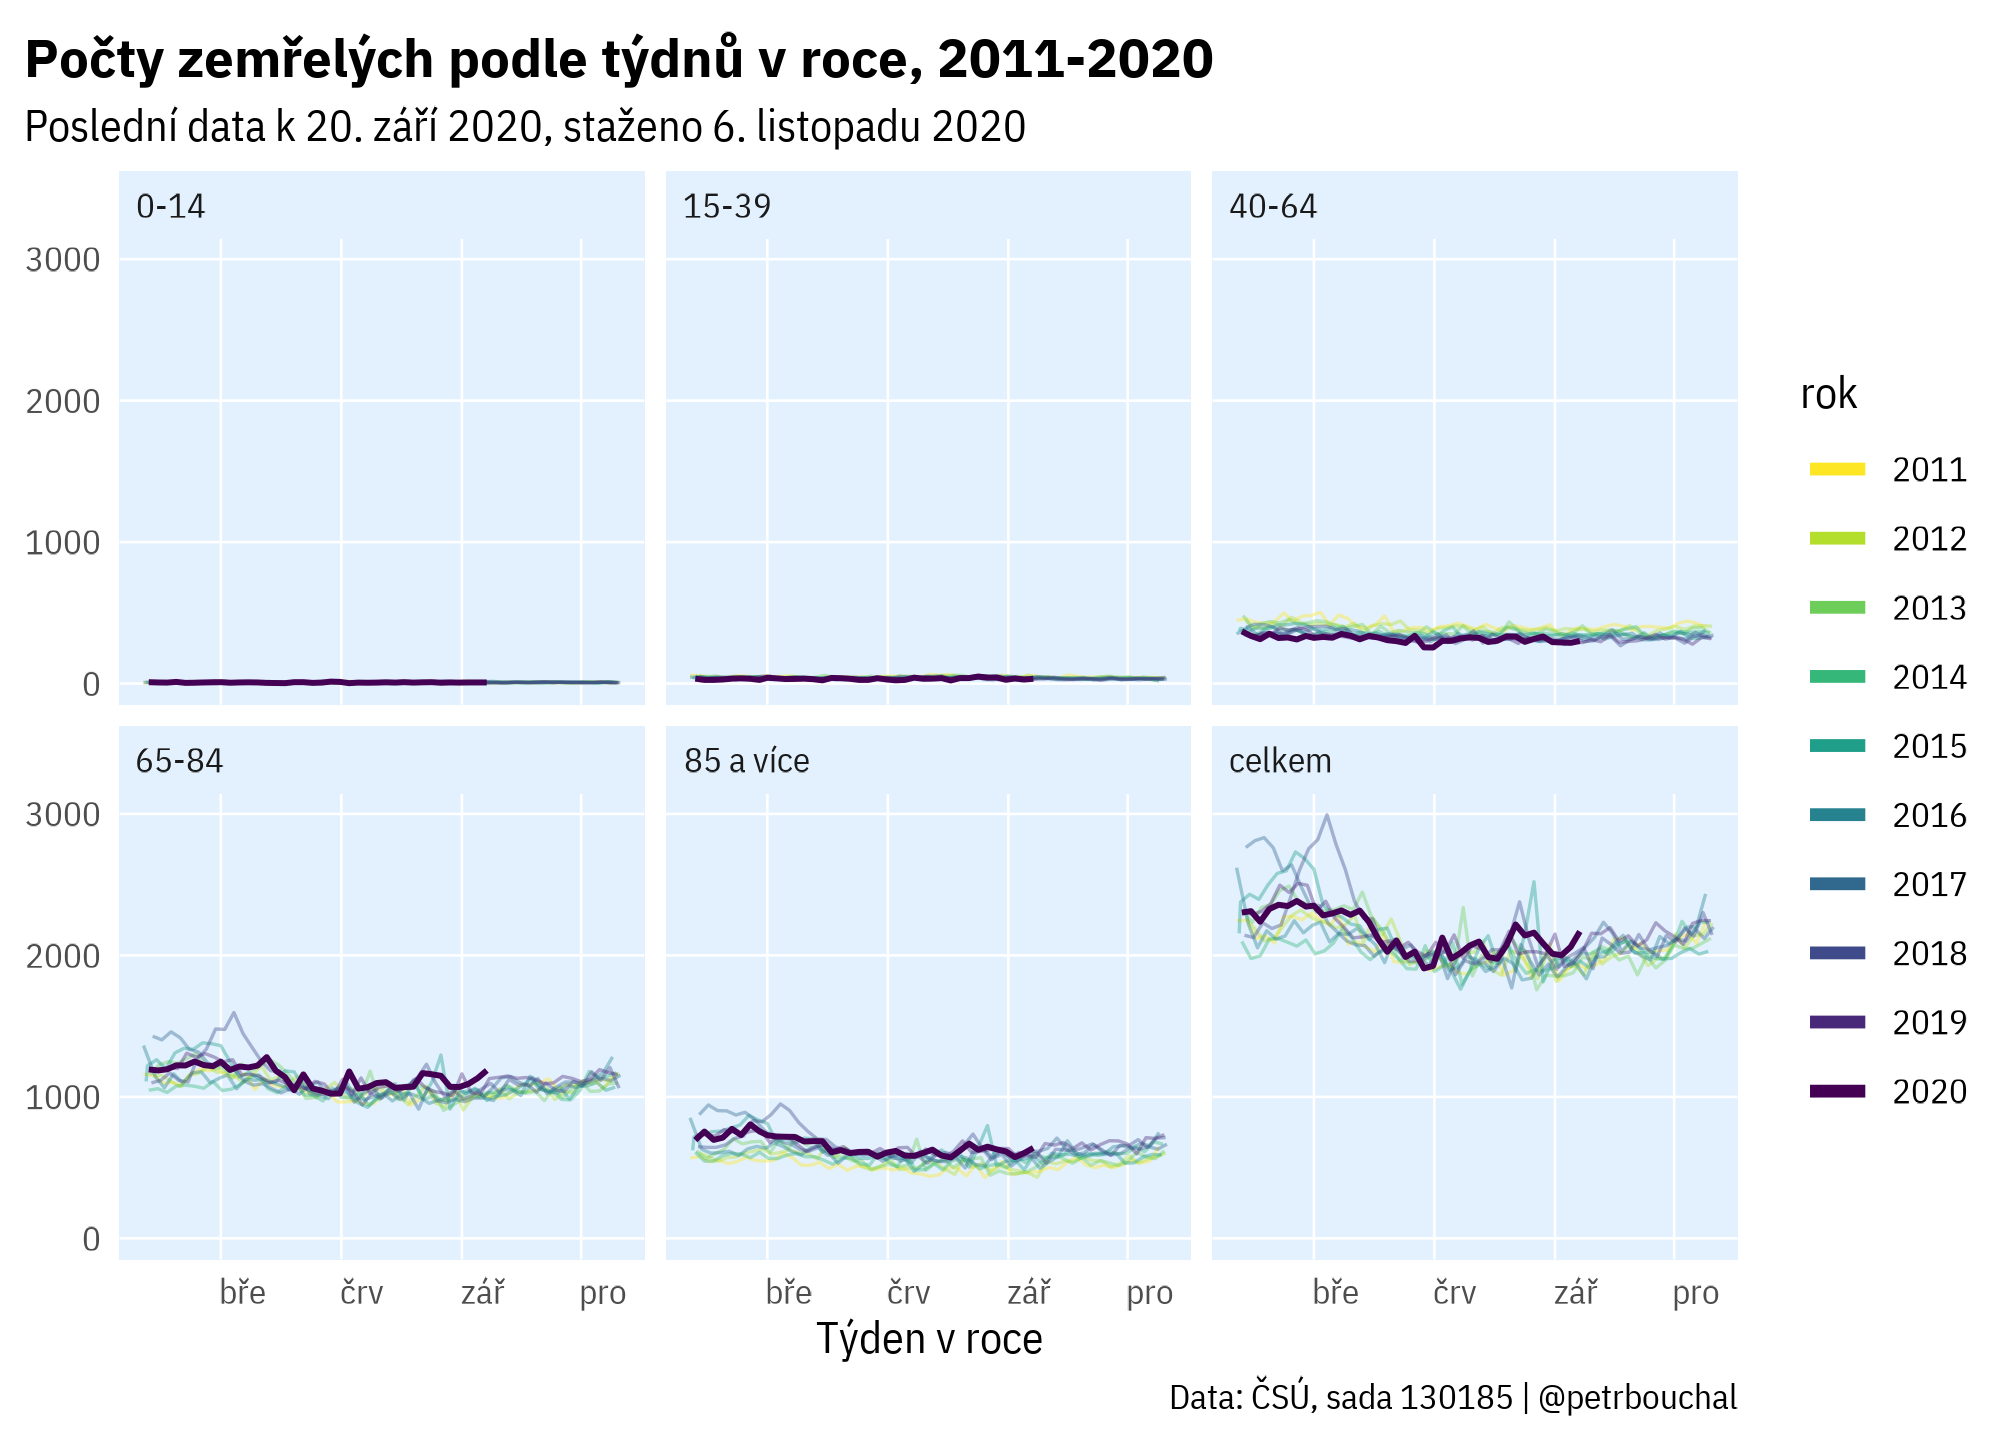 Počty zemřelých podle týdnů v roce, 2011-2020
Poslední data k 20. září 2020, staženo 6. listopadu 2020
0-14
15-39
40-64
3000
2000
1000
0
65-84
85 a více
celkem
3000
2000
1000
0
bře
črv
zář
pro
bře
črv
zář
pro
bře
črv
zář
pro
Týden v roce
rok
2011
2012
2013
2014
2015
2016
2017
2018
2019
2020
Data: ČSÚ, sada 130185 | @petrbouchal